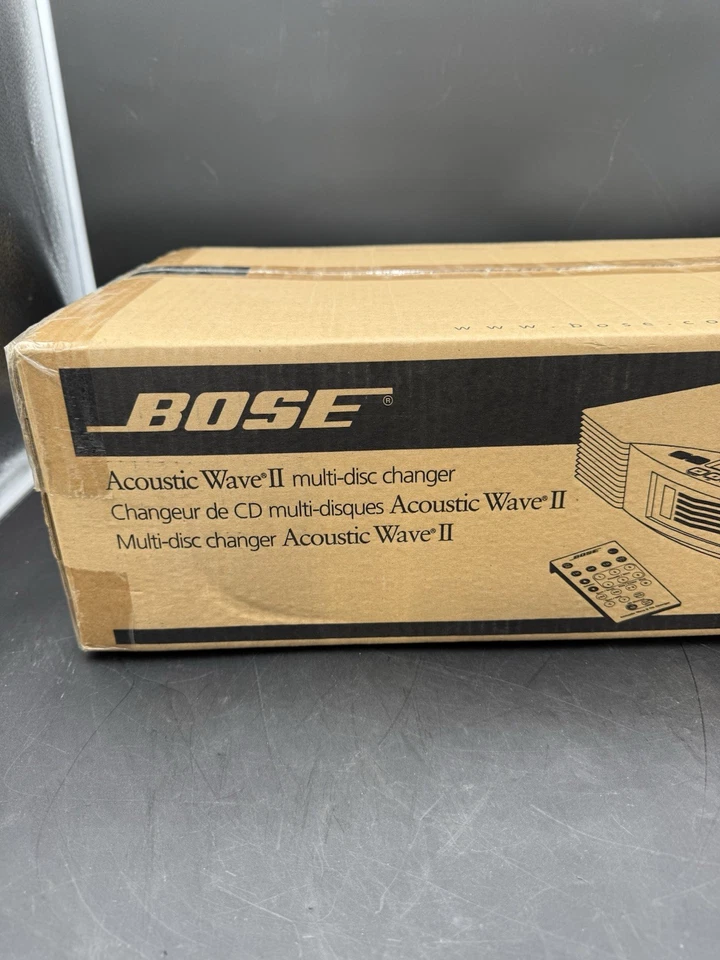 www.bose.co
BOSE®
Acoustic Wave® II multi-disc changer
Changeur de CD multi-disques Acoustic Wave® II
Multi-disc changer Acoustic Wave® II
BOSE